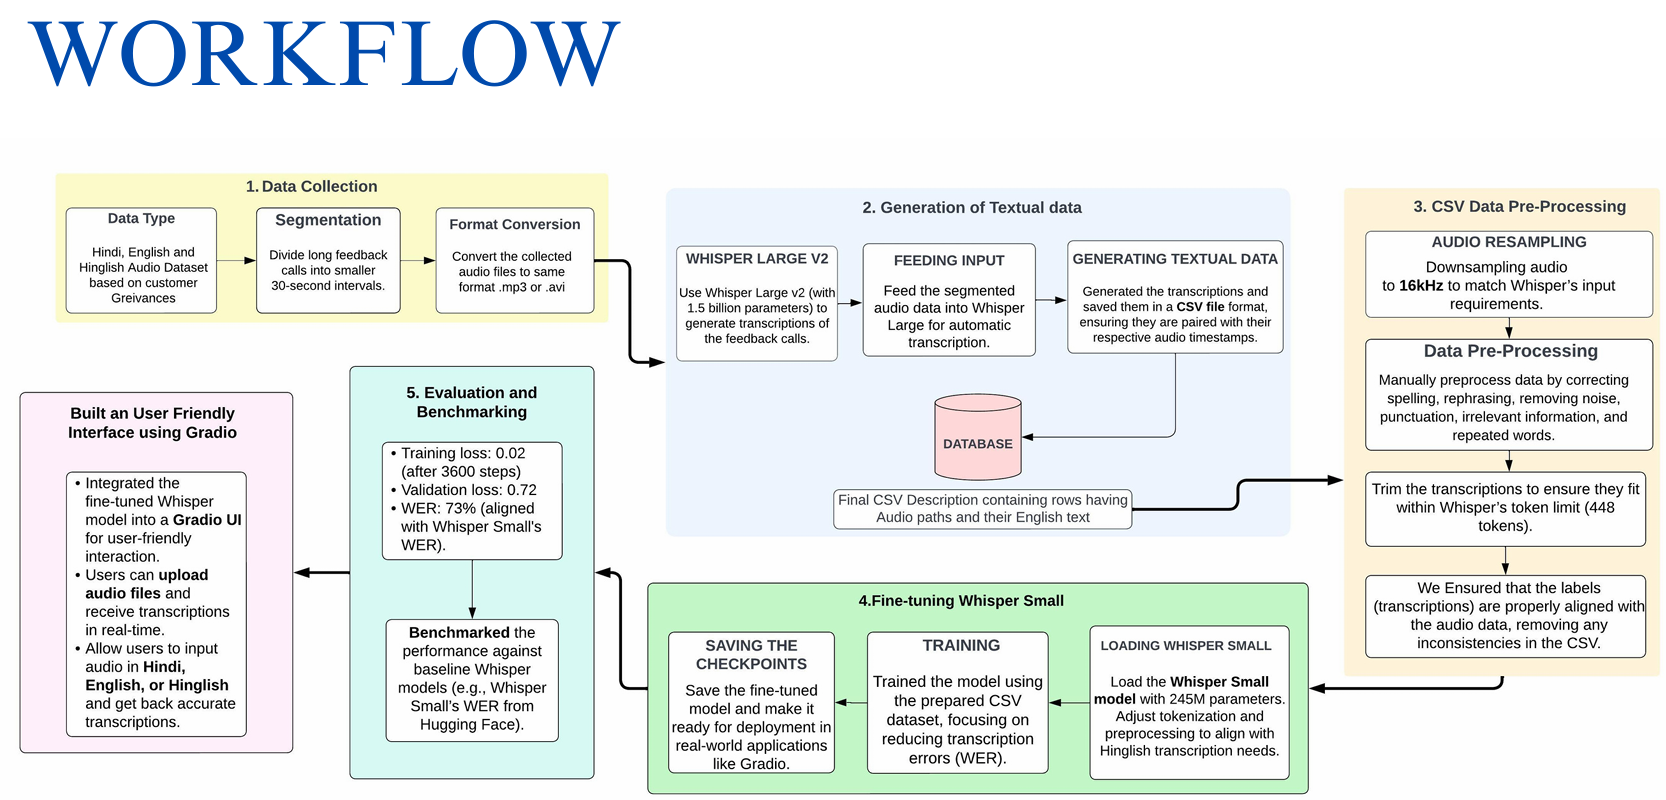 WORKFLOW
1. Data Collection
Data Type
Hindi, English and
Hinglish Audio Dataset
based on customer
Greivances
Segmentation
Divide long feedback
calls into smaller
30-second intervals.
Format Conversion
Convert the collected
audio files to same
format .mp3 or .avi
2. Generation of Textual data
WHISPER LARGE V2
Use Whisper Large v2 (with
1.5 billion parameters) to
generate transcriptions of
the feedback calls.
FEEDING INPUT
Feed the segmented
audio data into Whisper
Large for automatic
transcription.
GENERATING TEXTUAL DATA
Generated the transcriptions and
saved them in a CSV file format,
ensuring they are paired with their
respective audio timestamps.
DATABASE
Final CSV Description containing rows having
Audio paths and their English text
3. CSV Data Pre-Processing
AUDIO RESAMPLING
Downsampling audio
to 16kHz to match Whisper's input
requirements.
Data Pre-Processing
Manually preprocess data by correcting
spelling, rephrasing, removing noise,
punctuation, irrelevant information, and
repeated words.
Trim the transcriptions to ensure they fit
within Whisper's token limit (448
tokens).
We Ensured that the labels
(transcriptions) are properly aligned with
the audio data, removing any
inconsistencies in the CSV.
4.Fine-tuning Whisper Small
LOADING WHISPER SMALL
Load the Whisper Small
model with 245M parameters.
Adjust tokenization and
preprocessing to align with
Hinglish transcription needs.
TRAINING
Trained the model using
the prepared CSV
dataset, focusing on
reducing transcription
errors (WER).
SAVING THE
CHECKPOINTS
Save the fine-tuned
model and make it
ready for deployment in
real-world applications
like Gradio.
5. Evaluation and
Benchmarking
• Training loss: 0.02
(after 3600 steps)
• Validation loss: 0.72
• WER: 73% (aligned
with Whisper Small's
WER).
Benchmarked the
performance against
baseline Whisper
models (e.g., Whisper
Small's WER from
Hugging Face).
Built an User Friendly
Interface using Gradio
• Integrated the
fine-tuned Whisper
model into a Gradio UI
for user-friendly
interaction.
• Users can upload
audio files and
receive transcriptions
in real-time.
• Allow users to input
audio in Hindi,
English, or Hinglish
and get back accurate
transcriptions.